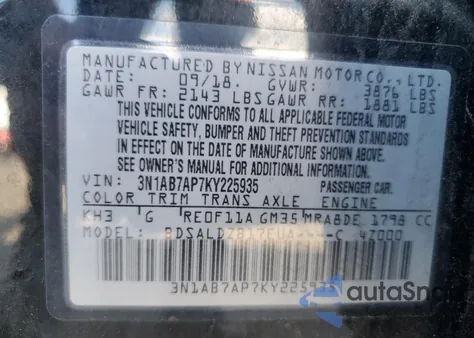 MANUFACTURED BY NISSAN MOTOR CO., LTD.
DATE: 09/18. GVWR: 3876 LBS
GAWR FR: 2143 LBS GAWR RR: 1881 LBS
THIS VEHICLE CONFORMS TO ALL APPLICABLE FEDERAL MOTOR
VEHICLE SAFETY, BUMPER AND THEFT PREVENTION STANDARDS
IN EFFECT ON THE DATE OF MANUFACTURE SHOWN ABOVE.
SEE OWNER'S MANUAL FOR ADDITIONAL INFORMATION.
VIN: 3N1AB7AP7KY225935 PASSENGER CAR
COLOR TRIM TRANS AXLE ENGINE
KH3 G RE0F11A GM35 MRA8DE 1798 CC
MODEL: 47000
3N1AB7AP7KY225935
autaSnap